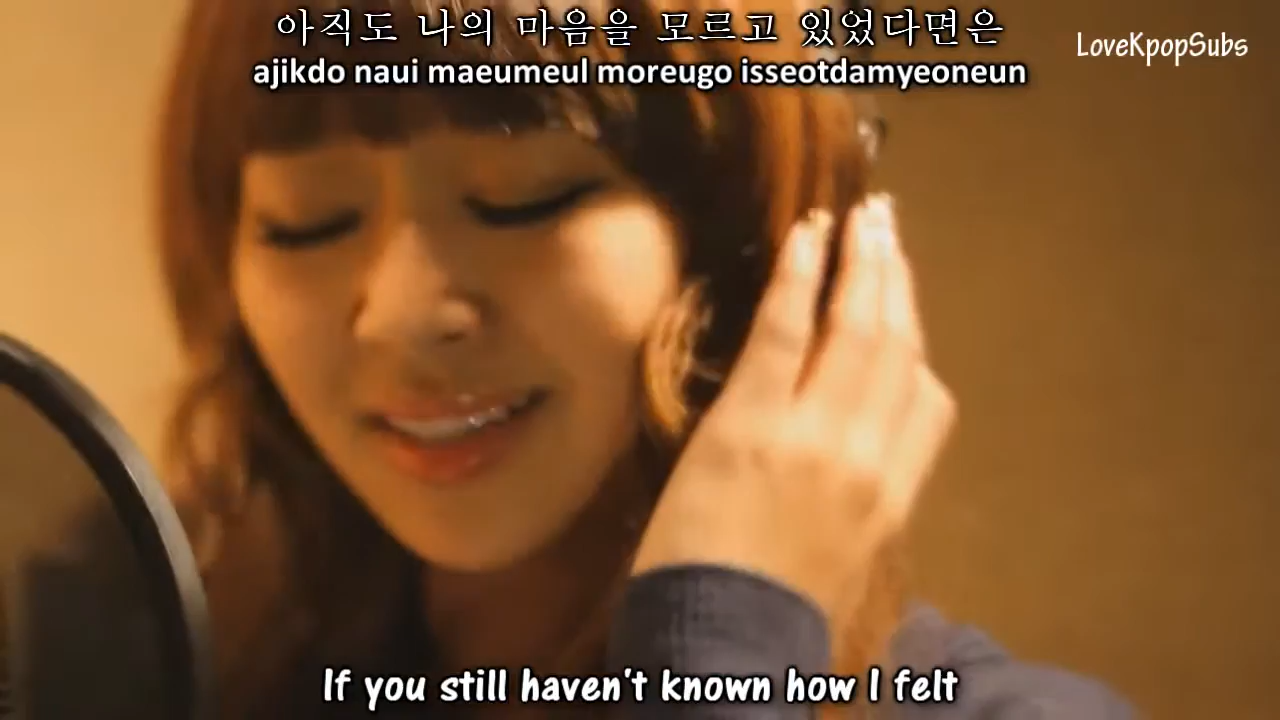 아직도 나의 마음을 모르고 있었다면은
LoveKpopSubs
ajikdo naui maeumeul moreugo isseotdamyeoneun
If you still haven't known how I felt